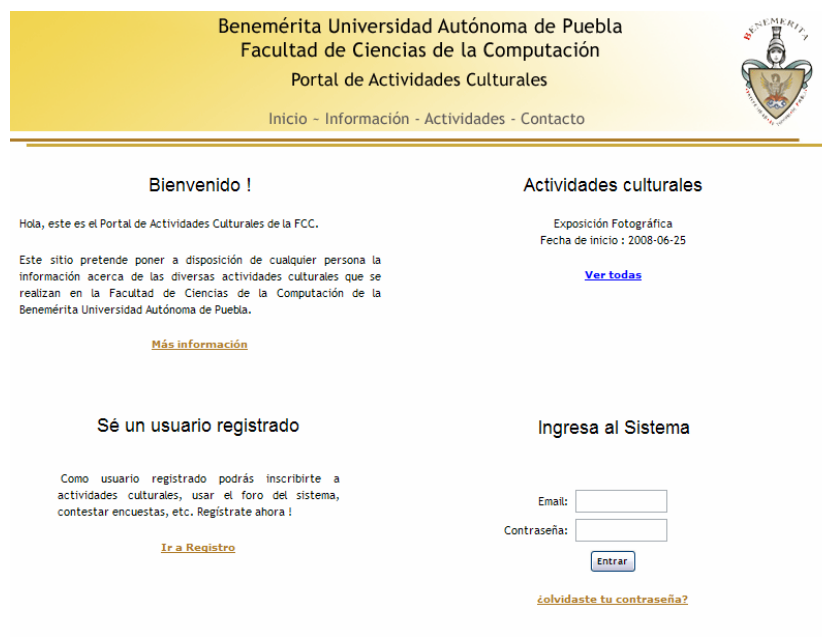 Benemérita Universidad Autónoma de Puebla
Facultad de Ciencias de la Computación
Portal de Actividades Culturales
Inicio - Información - Actividades - Contacto
BENEMERITA
Bienvenido !
Hola, este es el Portal de Actividades Culturales de la FCC.
Este sitio pretende poner a disposición de cualquier persona la
información acerca de las diversas actividades culturales que se
realizan en la Facultad de Ciencias de la Computación de la
Benemérita Universidad Autónoma de Puebla.
Más información
Actividades culturales
Exposición Fotográfica
Fecha de inicio : 2008-06-25
Ver todas
Sé un usuario registrado
Como usuario registrado podrás inscribirte a
actividades culturales, usar el foro del sistema,
contestar encuestas, etc. Regístrate ahora !
Ir a Registro
Ingresa al Sistema
Email:
Contraseña:
Entrar
¿olvidaste tu contraseña?